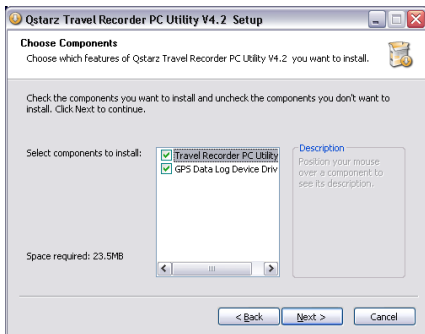 Qstarz Travel Recorder PC Utility V4.2 Setup
Choose Components
Choose which features of Qstarz Travel Recorder PC Utility V4.2 you want to install.
Check the components you want to install and uncheck the components you don't want to
install. Click Next to continue.
Select components to install:
Travel Recorder PC Utility
GPS Data Log Device Driv
Description
Position your mouse
over a component to
see its description.
Space required: 23.5MB
< Back
Next >
Cancel